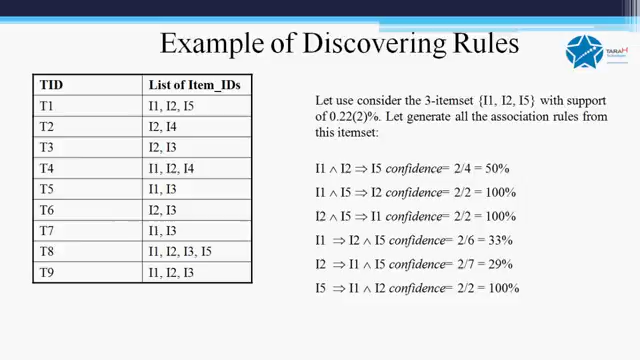 Example of Discovering Rules
TARAH
Technologies
TID List of Item_IDs
T1 I1, I2, I5
T2 I2, I4
T3 I2, I3
T4 I1, I2, I4
T5 I1, I3
T6 I2, I3
T7 I1, I3
T8 I1, I2, I3, I5
T9 I1, I2, I3
Let use consider the 3-itemset {I1, I2, I5} with support
of 0.22(2)%. Let generate all the association rules from
this itemset:
I1 ∧ I2 ⇒ I5 confidence= 2/4 = 50%
I1 ∧ I5 ⇒ I2 confidence= 2/2 = 100%
I2 ∧ I5 ⇒ I1 confidence= 2/2 = 100%
I1 ⇒ I2 ∧ I5 confidence= 2/6 = 33%
I2 ⇒ I1 ∧ I5 confidence= 2/7 = 29%
I5 ⇒ I1 ∧ I2 confidence= 2/2 = 100%